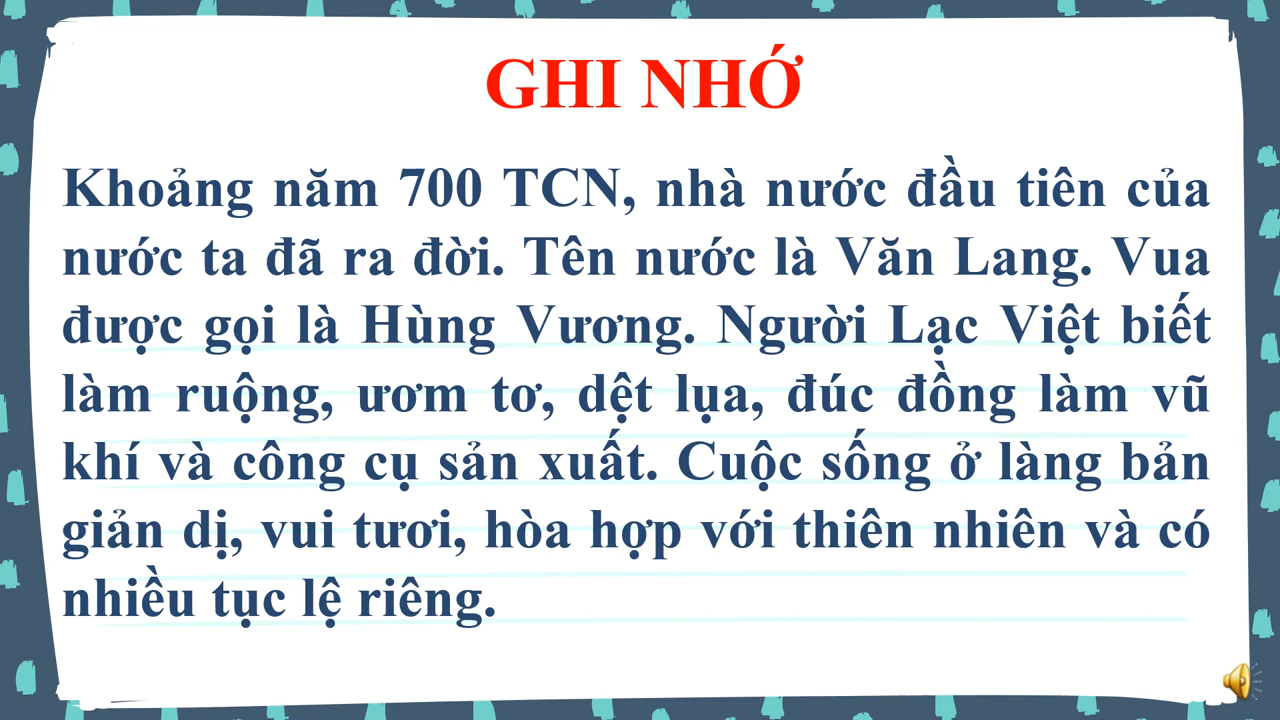 GHI NHỚ
Khoảng năm 700 TCN, nhà nước đầu tiên của
nước ta đã ra đời. Tên nước là Văn Lang. Vua
được gọi là Hùng Vương. Người Lạc Việt biết
làm ruộng, ươm tơ, dệt lụa, đúc đồng làm vũ
khí và công cụ sản xuất. Cuộc sống ở làng bản
giản dị, vui tươi, hòa hợp với thiên nhiên và có
nhiều tục lệ riêng.